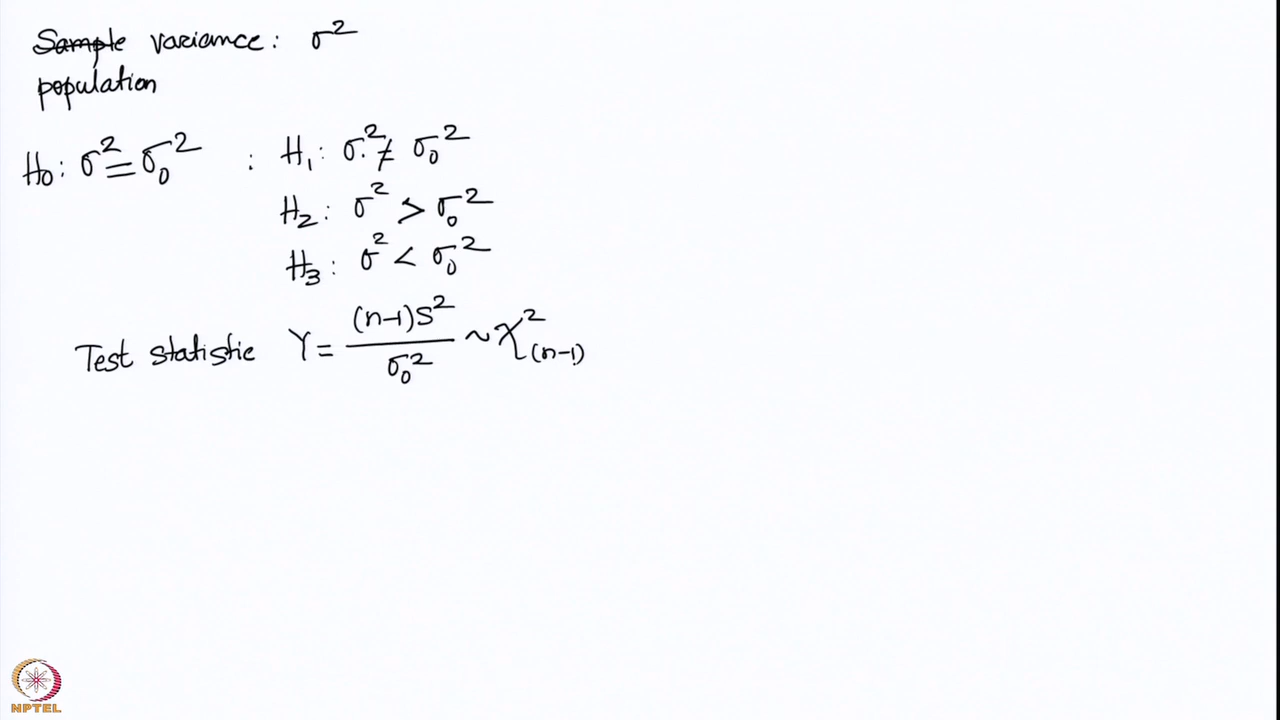 Sample variance: σ²
population
H₀: σ² = σ₀² : H₁: σ² ≠ σ₀²
H₂: σ² > σ₀²
H₃: σ² < σ₀²
Test statistic Y = (n-1)S² / σ₀² ~ χ²₍ₙ₋₁₎
NPTEL